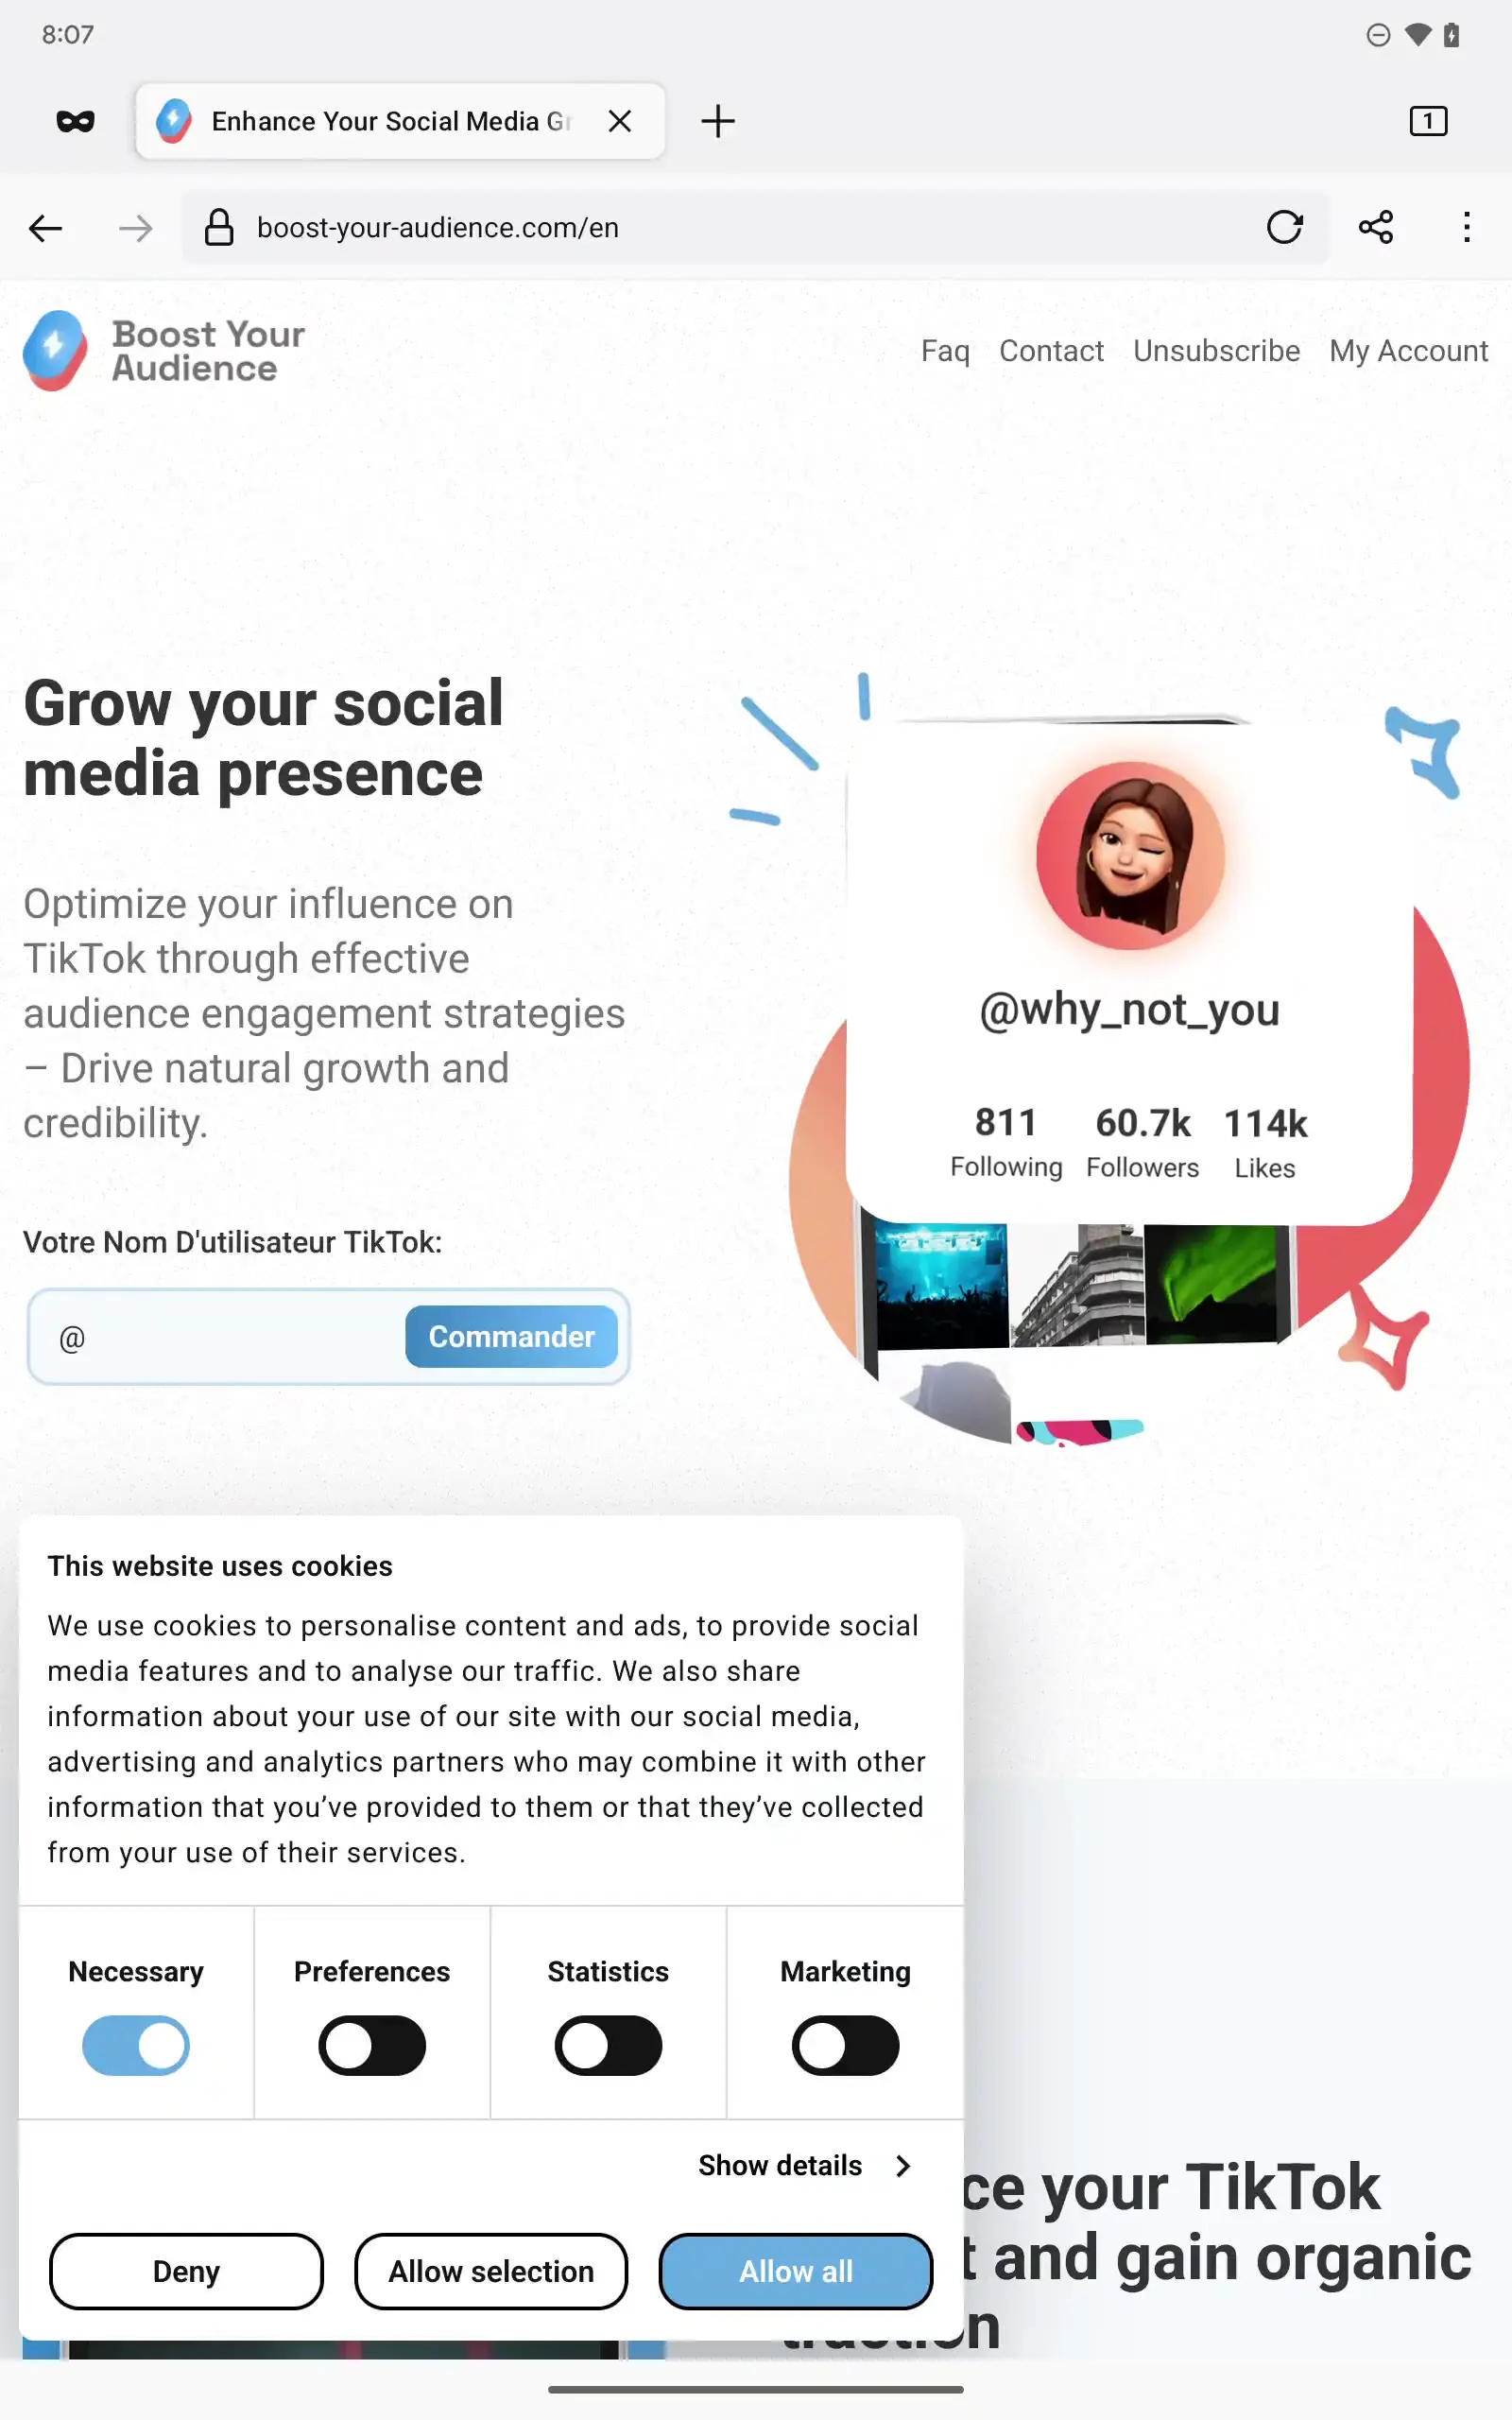 8:07
Enhance Your Social Media Gr
1
boost-your-audience.com/en
Boost Your
Audience
Faq Contact Unsubscribe My Account
Grow your social
media presence
Optimize your influence on
TikTok through effective
audience engagement strategies
– Drive natural growth and
credibility.
Votre Nom D'utilisateur TikTok:
@ Commander
@why_not_you
811 60.7k 114k
Following Followers Likes
This website uses cookies
We use cookies to personalise content and ads, to provide social
media features and to analyse our traffic. We also share
information about your use of our site with our social media,
advertising and analytics partners who may combine it with other
information that you’ve provided to them or that they’ve collected
from your use of their services.
Necessary Preferences Statistics Marketing
Show details
Deny Allow selection Allow all
ce your TikTok
t and gain organic